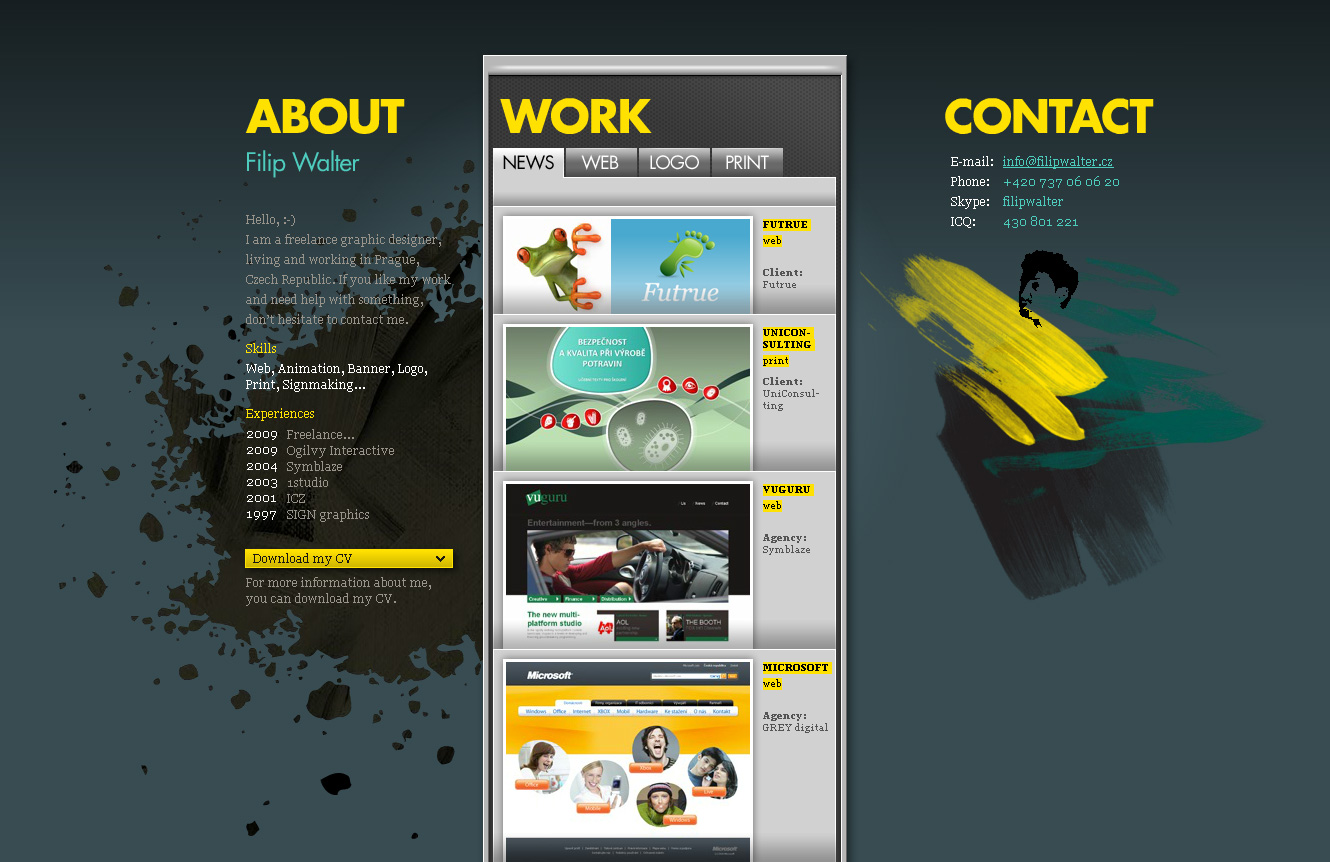 ABOUT
Filip Walter
Hello, :-)
I am a freelance graphic designer,
living and working in Prague,
Czech Republic. If you like my work
and need help with something,
don't hesitate to contact me.
Skills
Web, Animation, Banner, Logo,
Print, Signmaking...
Experiences
2009 Freelance...
2009 Ogilvy Interactive
2004 Symblaze
2003 1studio
2001 ICZ
1997 SIGN graphics
Download my CV
For more information about me,
you can download my CV.
WORK
NEWS WEB LOGO PRINT
Futrue
FUTRUE
web
Client:
Futrue
BEZPEČNOST
A KVALITA PŘI VÝROBĚ
POTRAVIN
UNICON-
SULTING
print
Client:
UniConsul-
ting
vuguru
News Contact
Entertainment—from 3 angles.
Creative Finance Distribution
The new multi-
platform studio
AOL
THE BOOTH
VUGURU
web
Agency:
Symblaze
Microsoft
Windows Office Internet XBOX Mobil Hardware Ke stažení O nás Kontakt
Office
Mobile
Xbox
Windows
Live
Microsoft
MICROSOFT
web
Agency:
GREY digital
CONTACT
E-mail: info@filipwalter.cz
Phone: +420 737 06 06 20
Skype: filipwalter
ICQ: 430 801 221